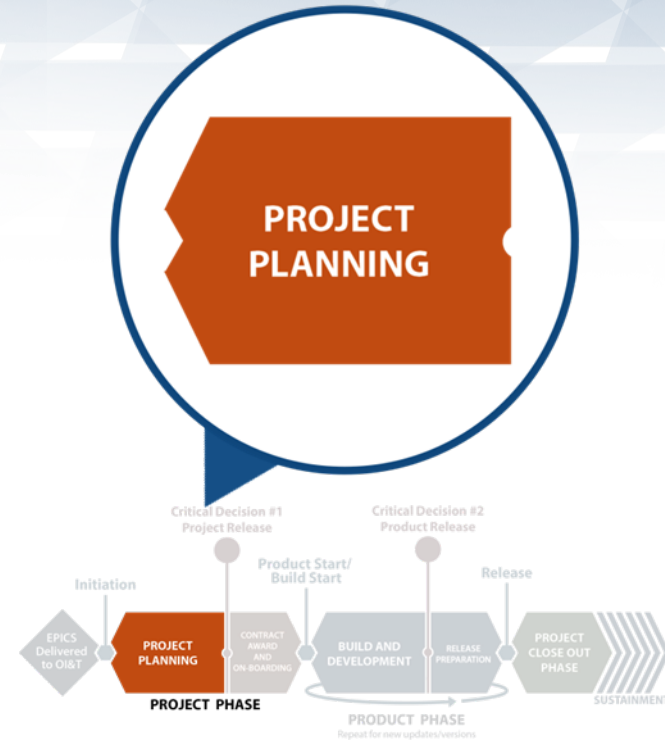 PROJECT
PLANNING
Critical Decision #1
Project Release
Critical Decision #2
Product Release
Initiation
Product Start/
Build Start
Release
EPICS
Delivered
to OI&T
PROJECT
PLANNING
CONTRACT
AWARD
AND
ON-BOARDING
BUILD AND
DEVELOPMENT
RELEASE
PREPARATION
PROJECT
CLOSE OUT
PHASE
SUSTAINMENT
PROJECT PHASE
PRODUCT PHASE
Repeat for new updates/versions